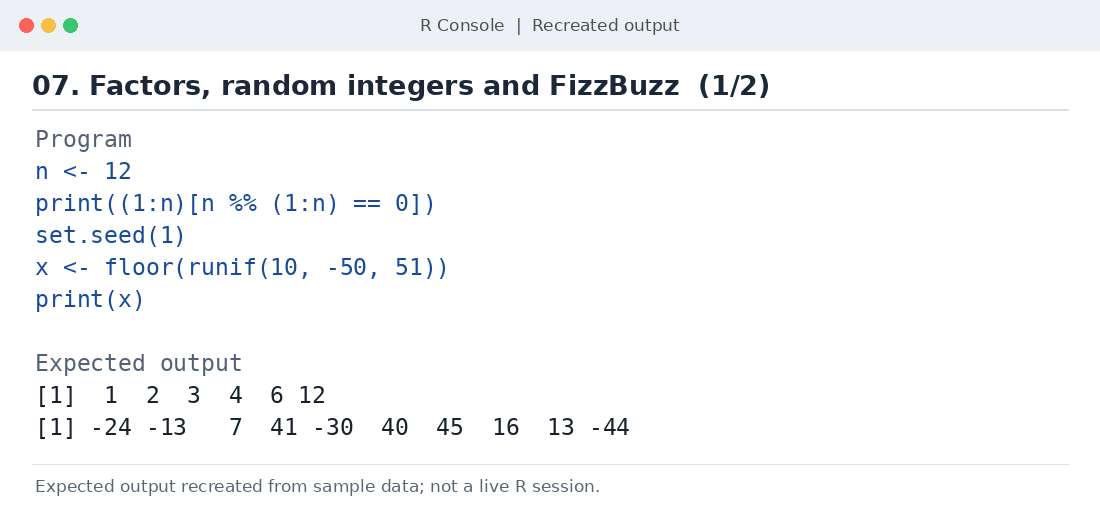 R Console | Recreated output
07. Factors, random integers and FizzBuzz (1/2)
Program
n <- 12
print((1:n)[n %% (1:n) == 0])
set.seed(1)
x <- floor(runif(10, -50, 51))
print(x)
Expected output
[1]  1  2  3  4  6 12
[1] -24 -13   7  41 -30  40  45  16  13 -44
Expected output recreated from sample data; not a live R session.